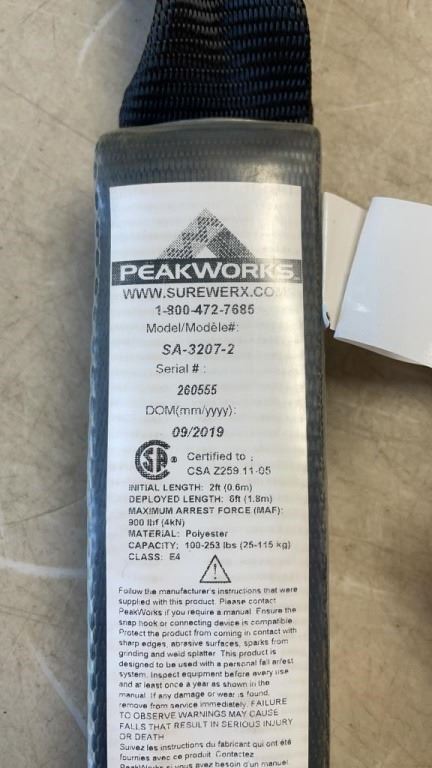 PEAKWORKS
WWW.SUREWERX.COM
1-800-472-7685
Model/Modèle#:
SA-3207-2
Serial # :
260555
DOM(mm/yyyy):
09/2019
CSA ® Certified to :
CSA Z259 11-05
INITIAL LENGTH: 2ft (0.6m)
DEPLOYED LENGTH: 6ft (1.8m)
MAXIMUM ARREST FORCE (MAF):
900 lbf (4kN)
MATERIAL: Polyester
CAPACITY: 100-253 lbs (25-115 kg)
CLASS: E4
Follow the manufacturer's instructions that were
supplied with this product. Please contact
PeakWorks if you require a manual. Ensure the
snap hook or connecting device is compatible.
Protect the product from coming in contact with
sharp edges, abrasive surfaces, sparks from
grinding and weld splatter. This product is
designed to be used with a personal fall arrest
system. Inspect equipment before every use
and at least once a year as shown in the
manual. If any damage or wear is found,
remove from service immediately. FAILURE
TO OBSERVE WARNINGS MAY CAUSE
FALLS THAT RESULT IN SERIOUS INJURY
OR DEATH
Suivez les instructions du fabricant qui ont été
fournies avec ce produit. Contactez
PeakWorks si vous avez besoin d'un manuel